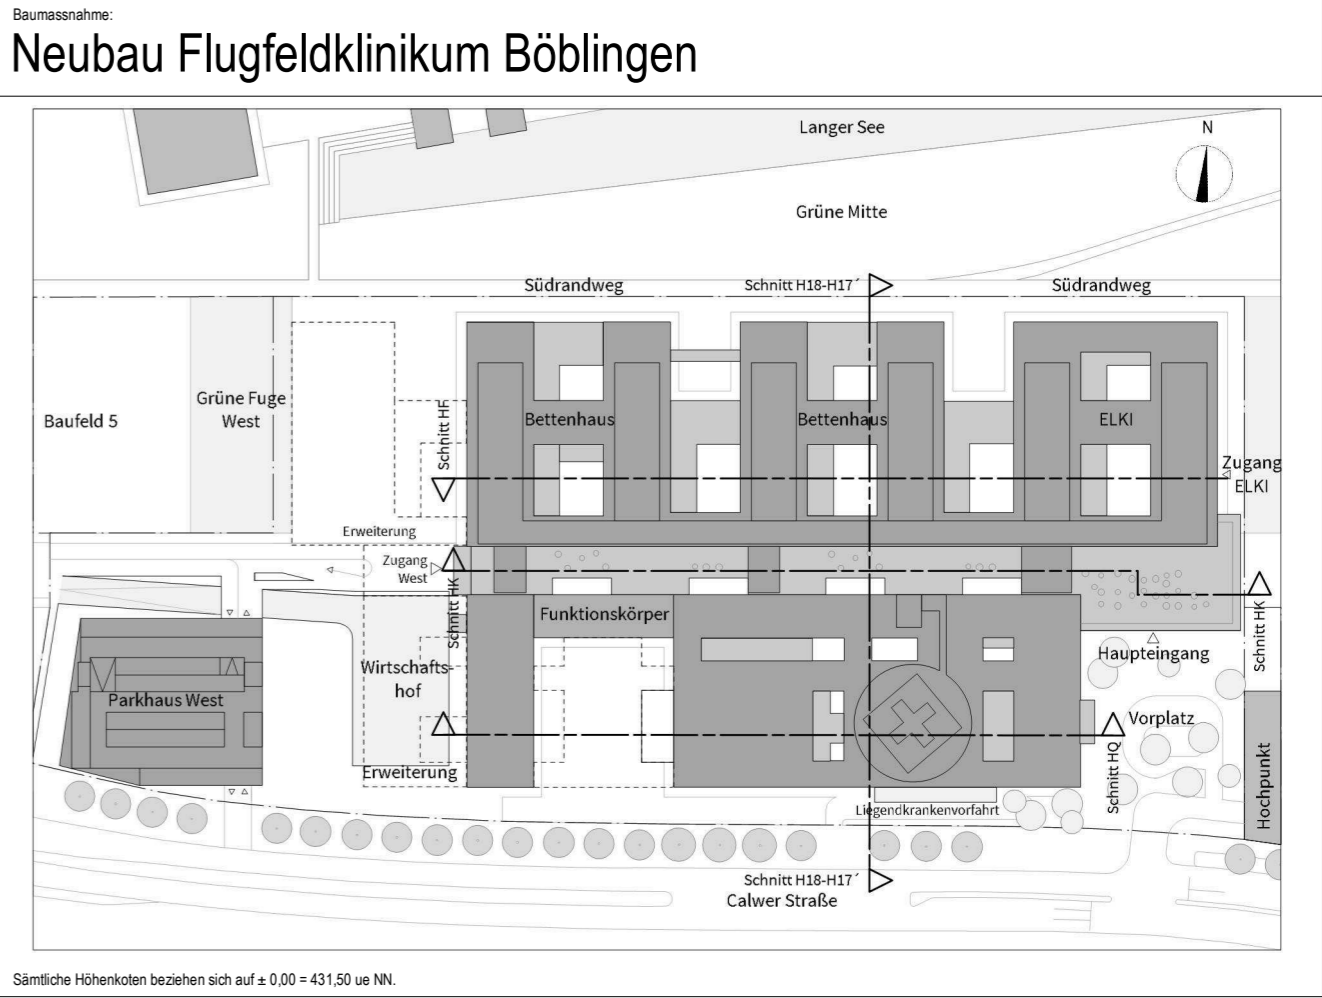 Baumassnahme:
Neubau Flugfeldklinikum Böblingen
Langer See
N
Grüne Mitte
Südrandweg
Schnitt H18-H17´
Südrandweg
Baufeld 5
Grüne Fuge
West
Schnitt HF
Bettenhaus
Bettenhaus
ELKI
Zugang
ELKI
Erweiterung
Zugang
West
Schnitt HK
Funktionskörper
Haupteingang
Schnitt HK
Wirtschafts-
hof
Parkhaus West
Vorplatz
Schnitt HQ
Hochpunkt
Erweiterung
Liegendkrankenvorfahrt
Schnitt H18-H17´
Calwer Straße
Sämtliche Höhenkoten beziehen sich auf ± 0,00 = 431,50 ue NN.